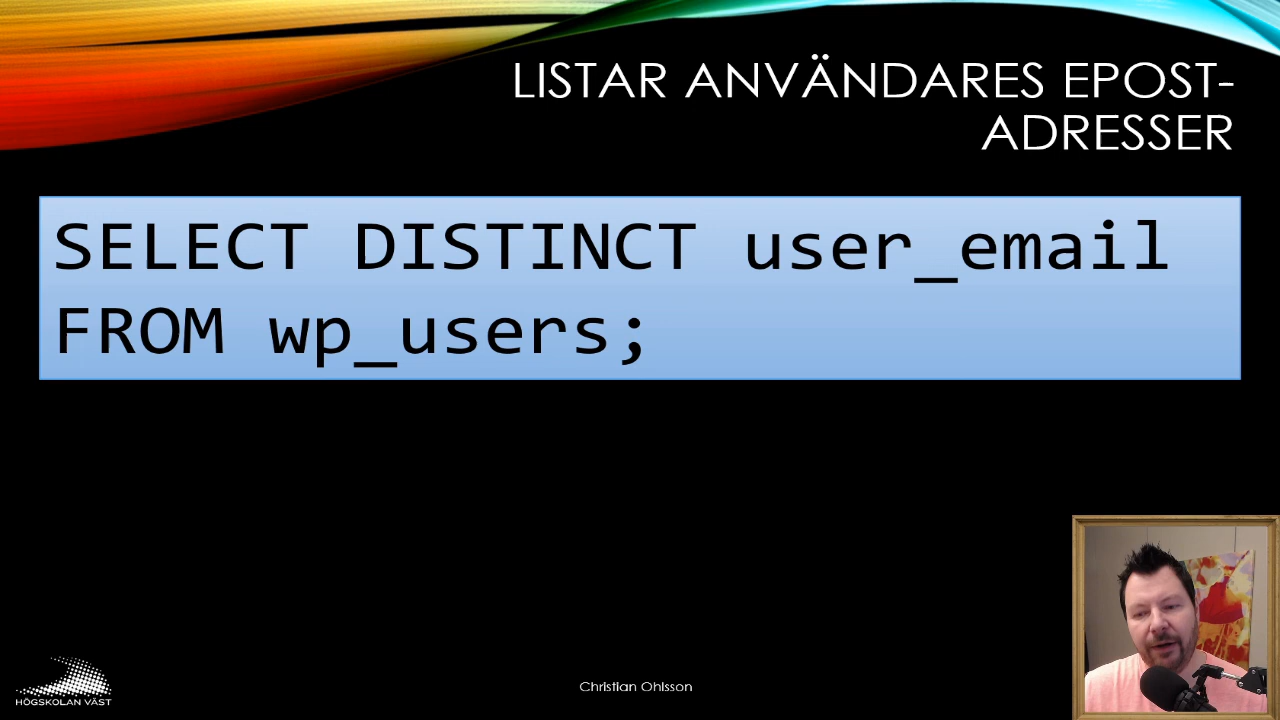 LISTAR ANVÄNDARES EPOST-
ADRESSER
SELECT DISTINCT user_email
FROM wp_users;
HÖGSKOLAN VÄST
Christian Ohlsson